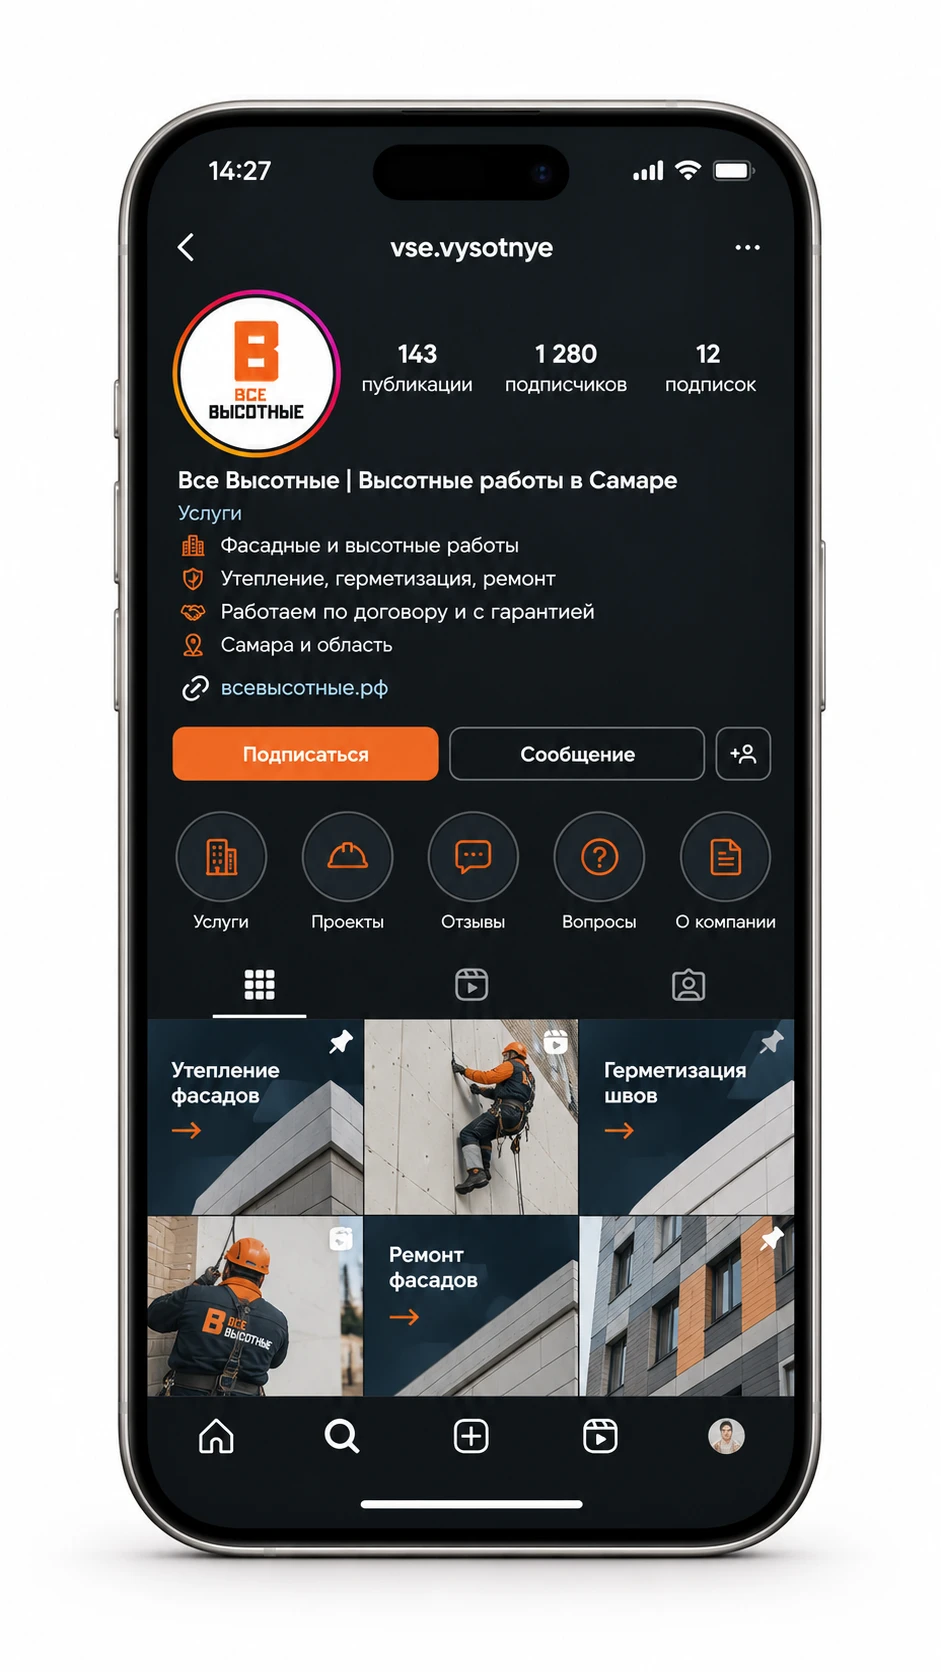 14:27
vse.vysotnye
В
ВСЕ
ВЫСОТНЫЕ
143
публикации
1 280
подписчиков
12
подписок
Все Высотные | Высотные работы в Самаре
Услуги
Фасадные и высотные работы
Утепление, герметизация, ремонт
Работаем по договору и с гарантией
Самара и область
всевысотные.рф
Подписаться
Сообщение
Услуги
Проекты
Отзывы
Вопросы
О компании
Утепление
фасадов
Герметизация
швов
В ВСЕ
ВЫСОТНЫЕ
Ремонт
фасадов